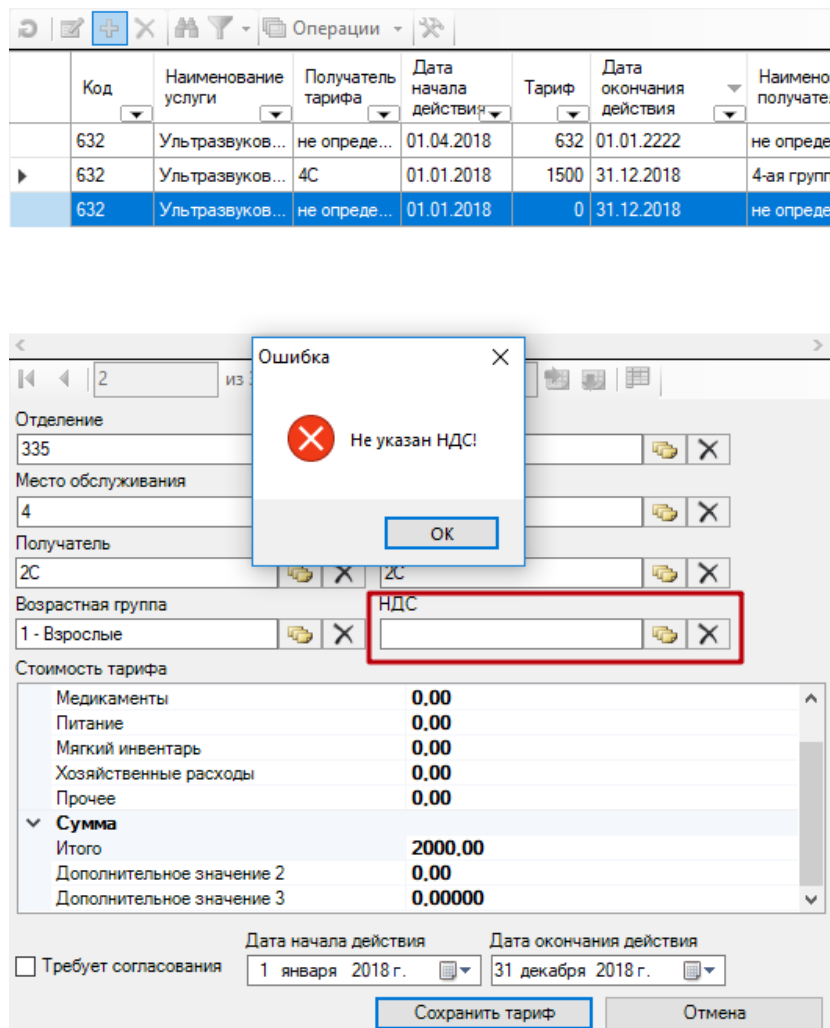 Операции
Код Наименование услуги Получатель тарифа Дата начала действия Тариф Дата окончания действия Наимено получате
632 Ультразвуков... не опреде... 01.04.2018 632 01.01.2222 не опреде
632 Ультразвуков... 4С 01.01.2018 1500 31.12.2018 4-ая групп
632 Ультразвуков... не опреде... 01.01.2018 0 31.12.2018 не опреде
Ошибка
2 из
Отделение
335
Не указан НДС!
Место обслуживания
4
ОК
Получатель
2С 2С
Возрастная группа НДС
1 - Взрослые
Стоимость тарифа
Медикаменты 0,00
Питание 0,00
Мягкий инвентарь 0,00
Хозяйственные расходы 0,00
Прочее 0,00
Сумма
Итого 2000,00
Дополнительное значение 2 0,00
Дополнительное значение 3 0,00000
Дата начала действия Дата окончания действия
Требует согласования 1 января 2018 г. 31 декабря 2018 г.
Сохранить тариф Отмена